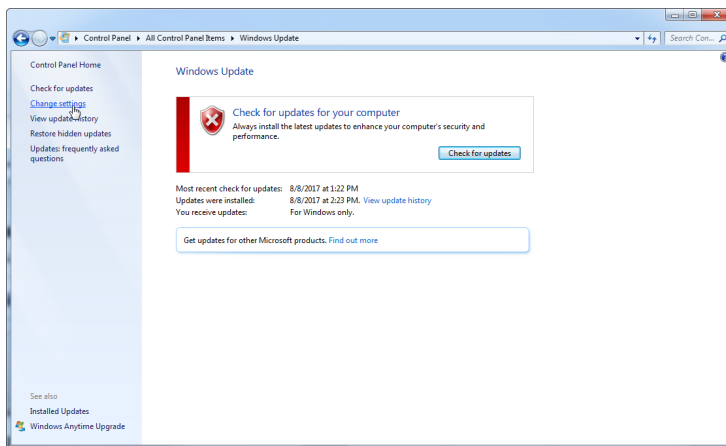 Control Panel ▸ All Control Panel Items ▸ Windows Update
Search Con...
Control Panel Home
Check for updates
Change settings
View update history
Restore hidden updates
Updates: frequently asked
questions
Windows Update
Check for updates for your computer
Always install the latest updates to enhance your computer's security and
performance.
Check for updates
Most recent check for updates: 8/8/2017 at 1:22 PM
Updates were installed: 8/8/2017 at 2:23 PM. View update history
You receive updates: For Windows only.
Get updates for other Microsoft products. Find out more
See also
Installed Updates
Windows Anytime Upgrade